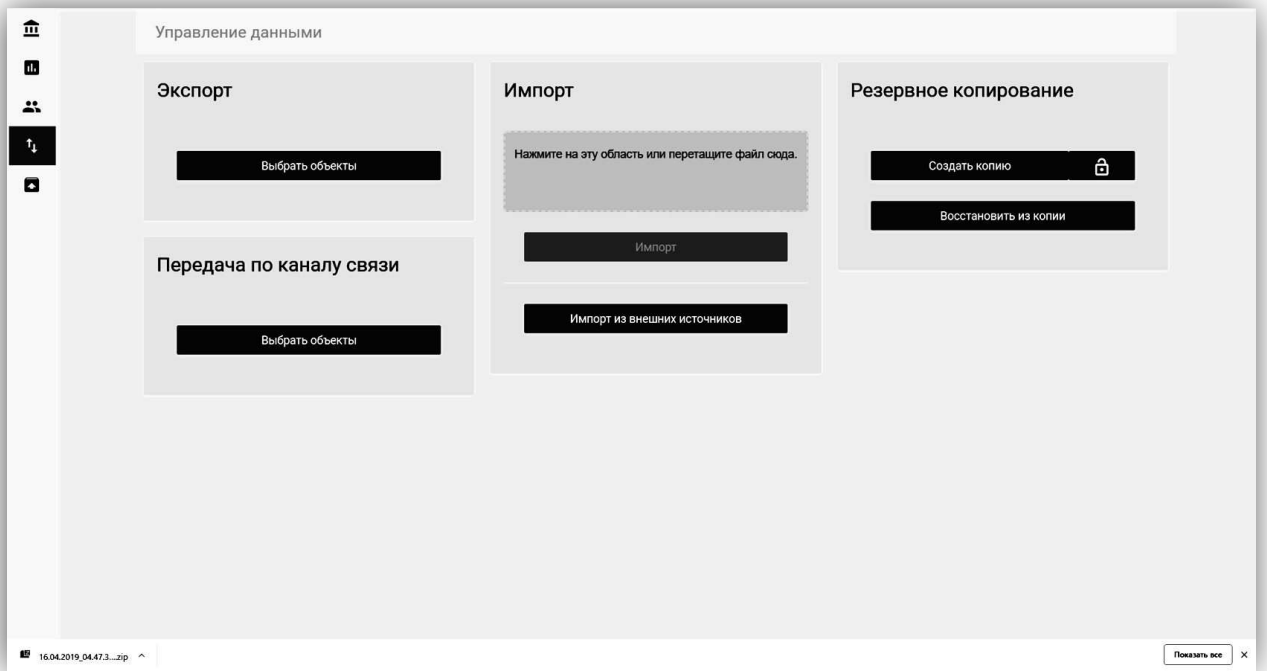 Управление данными
Экспорт
Выбрать объекты
Передача по каналу связи
Выбрать объекты
Импорт
Нажмите на эту область или перетащите файл сюда.
Импорт
Импорт из внешних источников
Резервное копирование
Создать копию
Восстановить из копии
16.04.2019_04.47.3....zip
Показать все